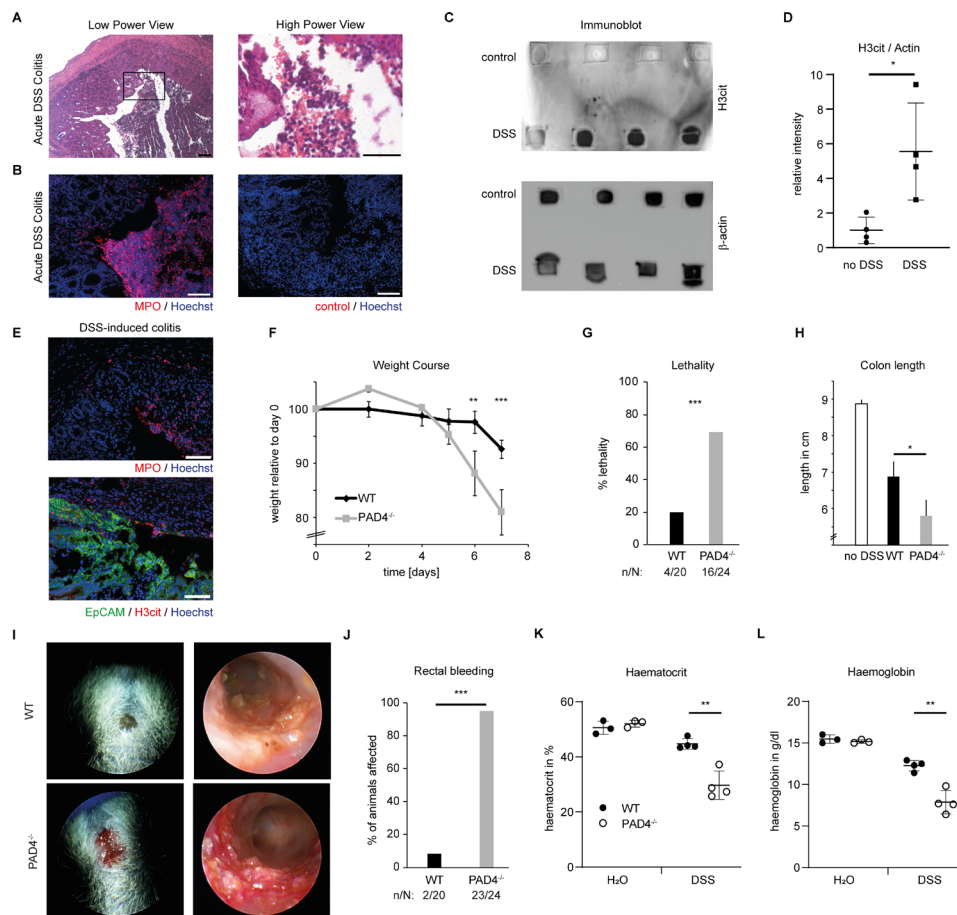 A
Low Power View
High Power View
Acute DSS Colitis
B
Acute DSS Colitis
MPO / Hoechst
control / Hoechst
C
Immunoblot
control
DSS
H3cit
control
DSS
β-actin
D
H3cit / Actin
*
relative intensity
10
8
6
4
2
0
no DSS
DSS
E
DSS-induced colitis
MPO / Hoechst
EpCAM / H3cit / Hoechst
F
Weight Course
weight relative to day 0
100
90
80
** ***
WT
PAD4-/-
0 2 4 6 8
time [days]
G
Lethality
% lethality
100
80
60
40
20
0
***
WT PAD4-/-
n/N: 4/20 16/24
H
Colon length
length in cm
9
8
7
6
*
no DSS WT PAD4-/-
I
WT
PAD4-/-
J
Rectal bleeding
% of animals affected
100
80
60
40
20
0
***
WT PAD4-/-
n/N: 2/20 23/24
K
Haematocrit
haematocrit in %
60
40
20
0
**
WT
PAD4-/-
H₂O
DSS
L
Haemoglobin
haemoglobin in g/dl
20
15
10
5
0
**
H₂O
DSS